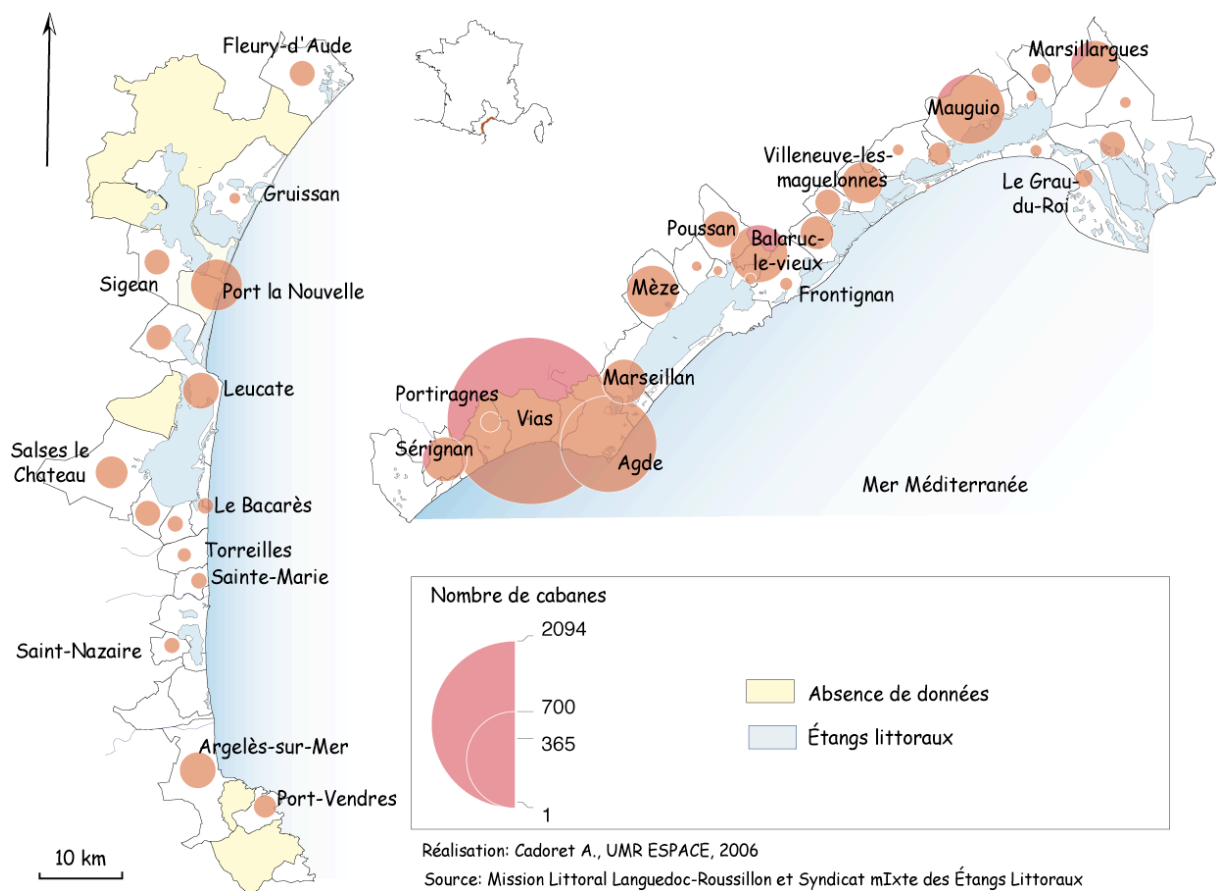 Fleury-d'Aude
Gruissan
Sigean
Port la Nouvelle
Leucate
Salses le
Chateau
Le Bacarès
Torreilles
Sainte-Marie
Saint-Nazaire
Argelès-sur-Mer
Port-Vendres
10 km
Marsillargues
Mauguio
Villeneuve-les-
maguelonnes
Le Grau-
du-Roi
Poussan
Balaruc-
le-vieux
Mèze
Frontignan
Marseillan
Portiragnes
Vias
Sérignan
Agde
Mer Méditerranée
Nombre de cabanes
2094
700
365
1
Absence de données
Étangs littoraux
Réalisation: Cadoret A., UMR ESPACE, 2006
Source: Mission Littoral Languedoc-Roussillon et Syndicat mIxte des Étangs Littoraux